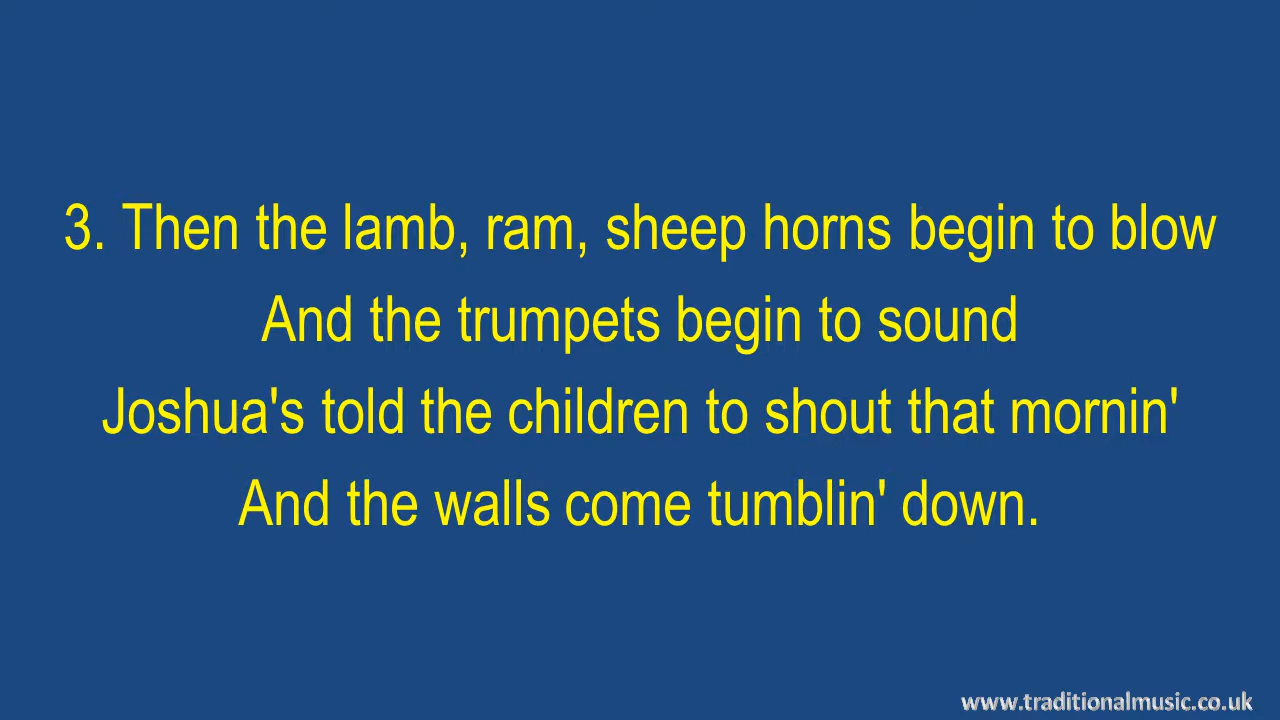 3. Then the lamb, ram, sheep horns begin to blow
And the trumpets begin to sound
Joshua's told the children to shout that mornin'
And the walls come tumblin' down.
www.traditionalmusic.co.uk